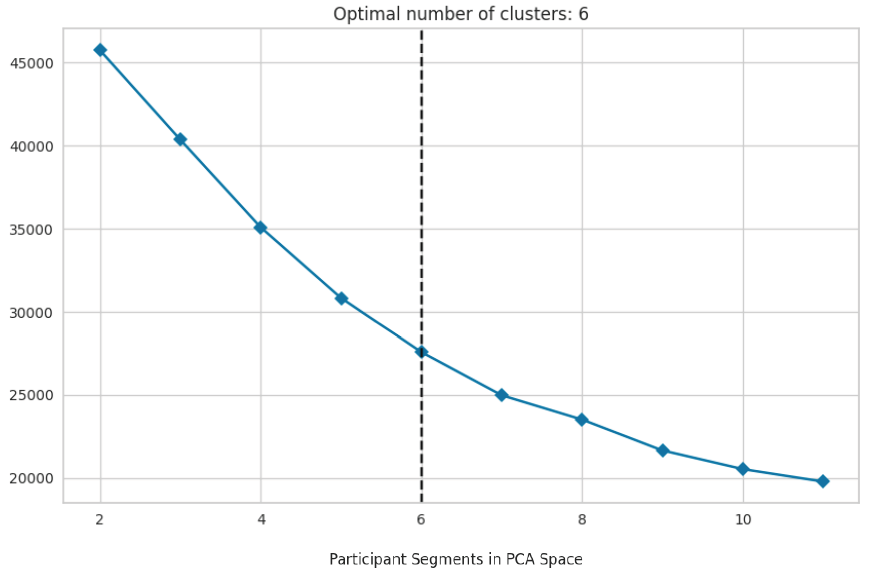 Optimal number of clusters: 6
45000
40000
35000
30000
25000
20000
2 4 6 8 10
Participant Segments in PCA Space